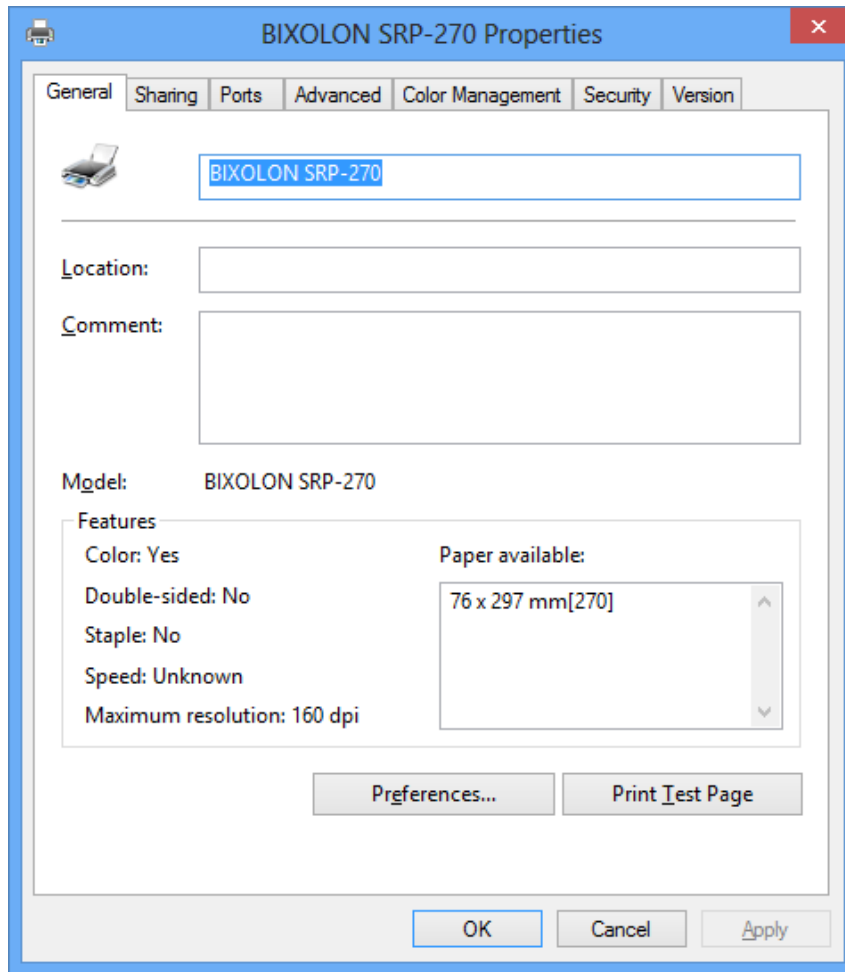 BIXOLON SRP-270 Properties
General Sharing Ports Advanced Color Management Security Version
BIXOLON SRP-270
Location:
Comment:
Model: BIXOLON SRP-270
Features
Color: Yes
Double-sided: No
Staple: No
Speed: Unknown
Maximum resolution: 160 dpi
Paper available:
76 x 297 mm[270]
Preferences... Print Test Page
OK Cancel Apply